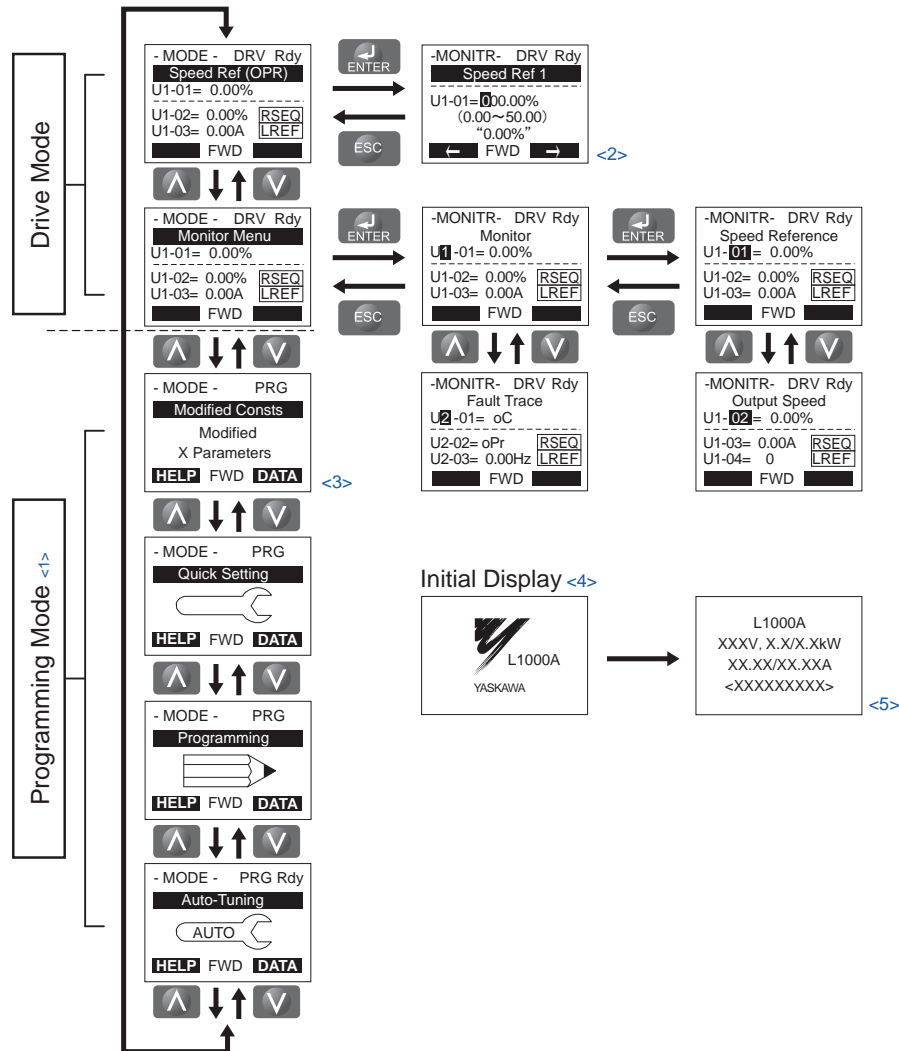 Drive Mode
- MODE - DRV Rdy
Speed Ref (OPR)
U1-01= 0.00%
U1-02= 0.00% RSEQ
U1-03= 0.00A LREF
FWD
ENTER
ESC
-MONITR- DRV Rdy
Speed Ref 1
U1-01= 000.00%
(0.00~50.00)
“0.00%”
← FWD →
<2>
- MODE - DRV Rdy
Monitor Menu
U1-01= 0.00%
U1-02= 0.00% RSEQ
U1-03= 0.00A LREF
FWD
ENTER
ESC
-MONITR- DRV Rdy
Monitor
U1 -01= 0.00%
U1-02= 0.00% RSEQ
U1-03= 0.00A LREF
FWD
ENTER
ESC
-MONITR- DRV Rdy
Speed Reference
U1- 01 = 0.00%
U1-02= 0.00% RSEQ
U1-03= 0.00A LREF
FWD
-MONITR- DRV Rdy
Fault Trace
U2 -01= oC
U2-02= oPr RSEQ
U2-03= 0.00Hz LREF
FWD
-MONITR- DRV Rdy
Output Speed
U1- 02 = 0.00%
U1-03= 0.00A RSEQ
U1-04= 0 LREF
FWD
Programming Mode <1>
- MODE - PRG
Modified Consts
Modified
X Parameters
HELP FWD DATA
<3>
- MODE - PRG
Quick Setting
HELP FWD DATA
- MODE - PRG
Programming
HELP FWD DATA
- MODE - PRG Rdy
Auto-Tuning
AUTO
HELP FWD DATA
Initial Display <4>
L1000A
YASKAWA
L1000A
XXXV, X.X/X.XkW
XX.XX/XX.XXA
<XXXXXXXXX>
<5>